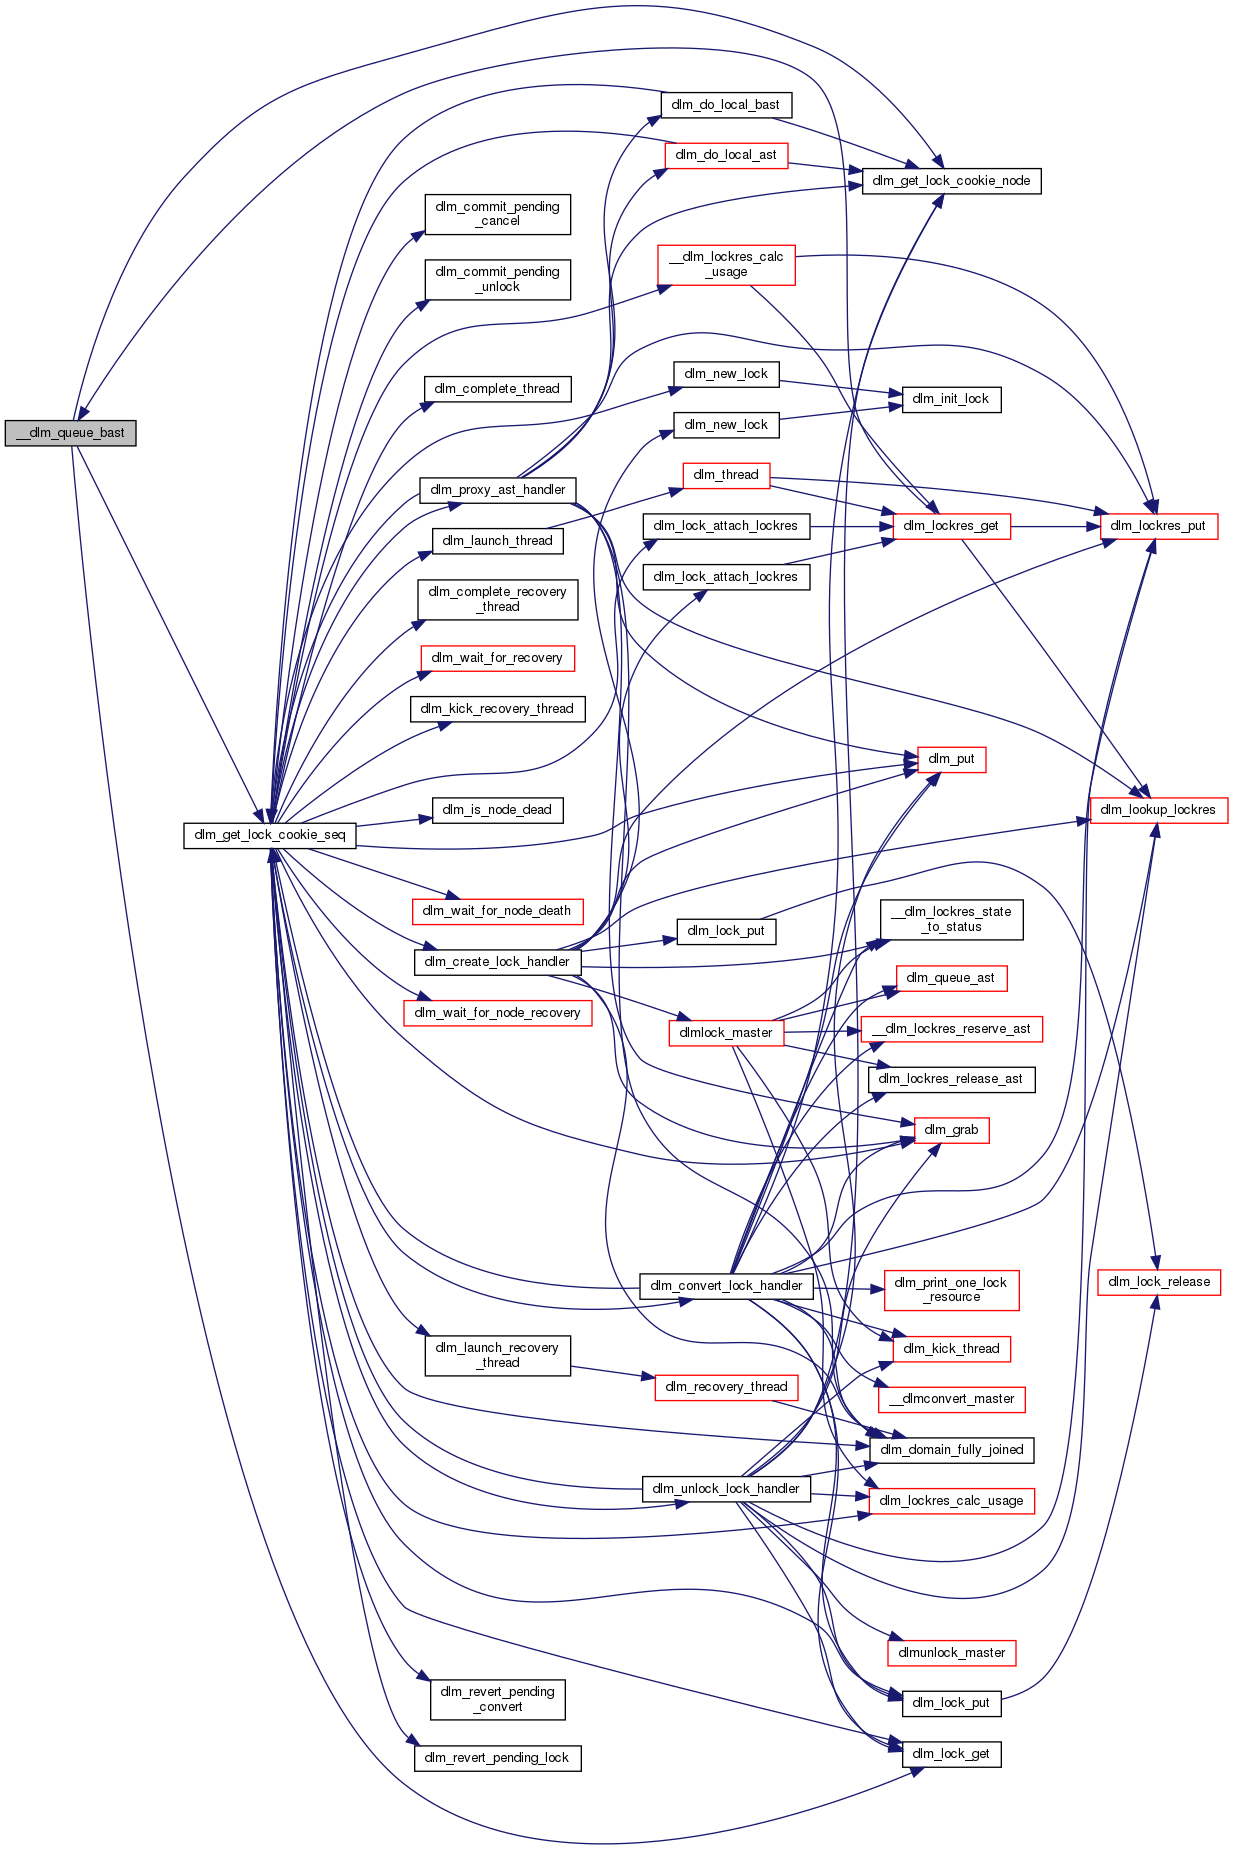 dlm_do_local_bast
dlm_do_local_ast
dlm_get_lock_cookie_node
dlm_commit_pending
_cancel
__dlm_lockres_calc
_usage
dlm_commit_pending
_unlock
dlm_new_lock
dlm_complete_thread
dlm_init_lock
dlm_new_lock
__dlm_queue_bast
dlm_thread
dlm_proxy_ast_handler
dlm_lock_attach_lockres
dlm_lockres_get
dlm_lockres_put
dlm_launch_thread
dlm_lock_attach_lockres
dlm_complete_recovery
_thread
dlm_wait_for_recovery
dlm_kick_recovery_thread
dlm_put
dlm_is_node_dead
dlm_lookup_lockres
dlm_get_lock_cookie_seq
dlm_wait_for_node_death
__dlm_lockres_state
_to_status
dlm_lock_put
dlm_create_lock_handler
dlm_queue_ast
dlm_wait_for_node_recovery
dlmlock_master
__dlm_lockres_reserve_ast
dlm_lockres_release_ast
dlm_grab
dlm_convert_lock_handler
dlm_print_one_lock
_resource
dlm_lock_release
dlm_launch_recovery
_thread
dlm_kick_thread
dlm_recovery_thread
__dlmconvert_master
dlm_domain_fully_joined
dlm_unlock_lock_handler
dlm_lockres_calc_usage
dlmunlock_master
dlm_revert_pending
_convert
dlm_lock_put
dlm_revert_pending_lock
dlm_lock_get